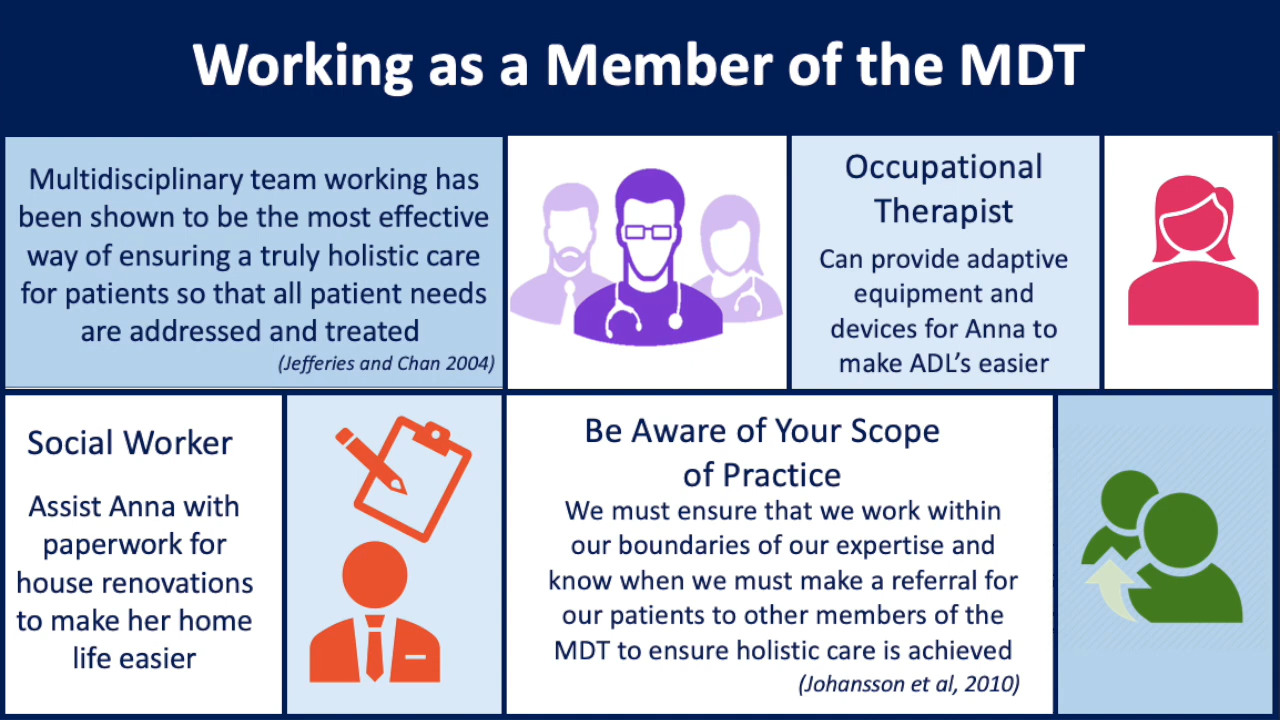 Working as a Member of the MDT
Multidisciplinary team working has
been shown to be the most effective
way of ensuring a truly holistic care
for patients so that all patient needs
are addressed and treated
(Jefferies and Chan 2004)
Occupational
Therapist
Can provide adaptive
equipment and
devices for Anna to
make ADL's easier
Social Worker
Assist Anna with
paperwork for
house renovations
to make her home
life easier
Be Aware of Your Scope
of Practice
We must ensure that we work within
our boundaries of our expertise and
know when we must make a referral for
our patients to other members of the
MDT to ensure holistic care is achieved
(Johansson et al, 2010)